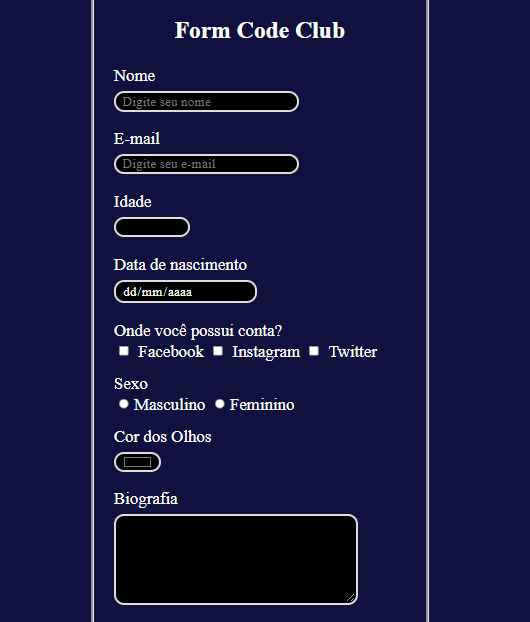 Form Code Club
Nome
Digite seu nome
E-mail
Digite seu e-mail
Idade
Data de nascimento
dd/mm/aaaa
Onde você possui conta?
Facebook Instagram Twitter
Sexo
Masculino Feminino
Cor dos Olhos
Biografia